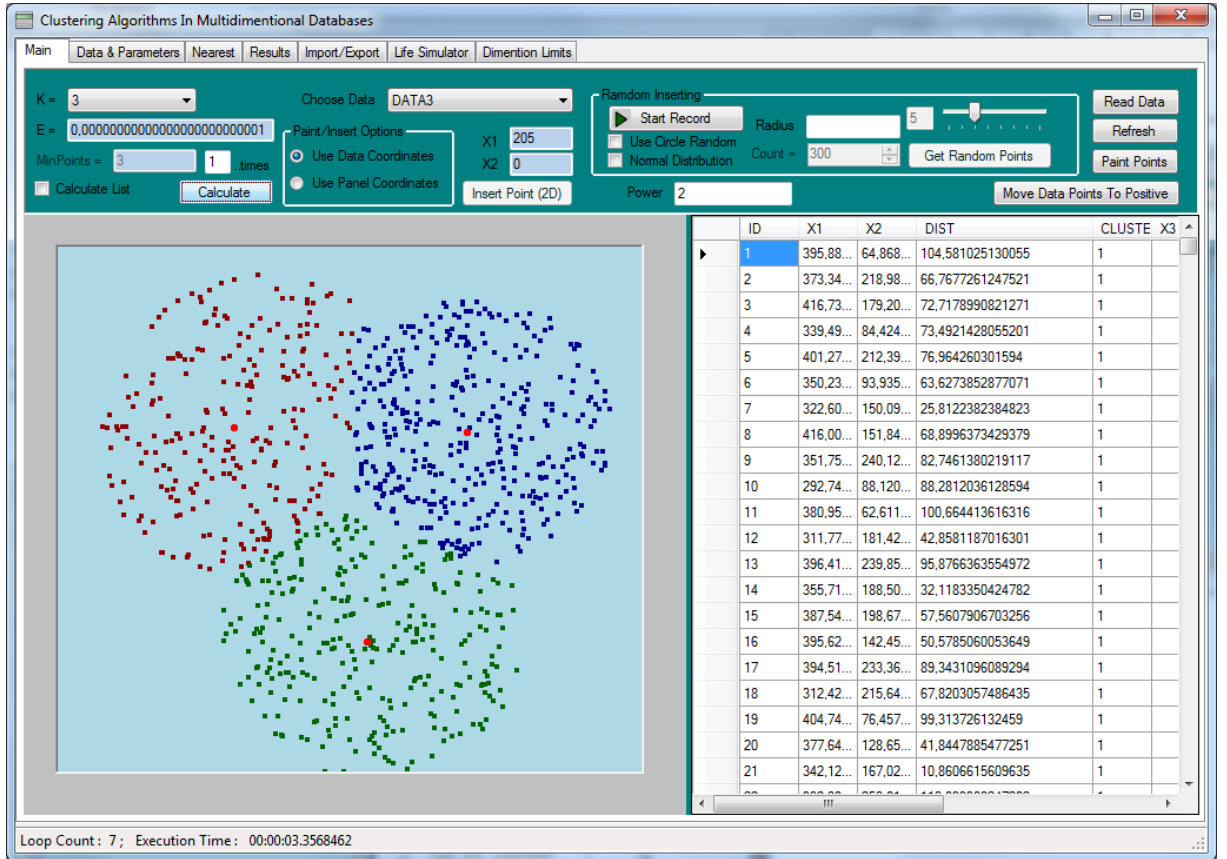 Clustering Algorithms In Multidimentional Databases
Main Data & Parameters Nearest Results Import/Export Life Simulator Dimention Limits
K = 3 Choose Data DATA3 Ramdom Inserting Read Data
Start Record Radius 5
E = 0,00000000000000000000000001 Paint/Insert Options X1 205 Use Circle Random Refresh
Use Data Coordinates Normal Distribution Count = 300 Get Random Points
MinPoints = 3 1 ..times X2 0 Paint Points
Calculate List Calculate Use Panel Coordinates Insert Point (2D) Power 2 Move Data Points To Positive
ID X1 X2 DIST CLUSTE X3
1 395,88... 64,868... 104,581025130055 1
2 373,34... 218,98... 66,7677261247521 1
3 416,73... 179,20... 72,7178990821271 1
4 339,49... 84,424... 73,4921428055201 1
5 401,27... 212,39... 76,964260301594 1
6 350,23... 93,935... 63,6273852877071 1
7 322,60... 150,09... 25,8122382384823 1
8 416,00... 151,84... 68,8996373429379 1
9 351,75... 240,12... 82,7461380219117 1
10 292,74... 88,120... 88,2812036128594 1
11 380,95... 62,611... 100,664413616316 1
12 311,77... 181,42... 42,8581187016301 1
13 396,41... 239,85... 95,8766363554972 1
14 355,71... 188,50... 32,1183350424782 1
15 387,54... 198,67... 57,5607906703256 1
16 395,62... 142,45... 50,5785060053649 1
17 394,51... 233,36... 89,3431096089294 1
18 312,42... 215,64... 67,8203057486435 1
19 404,74... 76,457... 99,313726132459 1
20 377,64... 128,65... 41,8447885477251 1
21 342,12... 167,02... 10,8606615609635 1
Loop Count : 7 ; Execution Time : 00:00:03.3568462